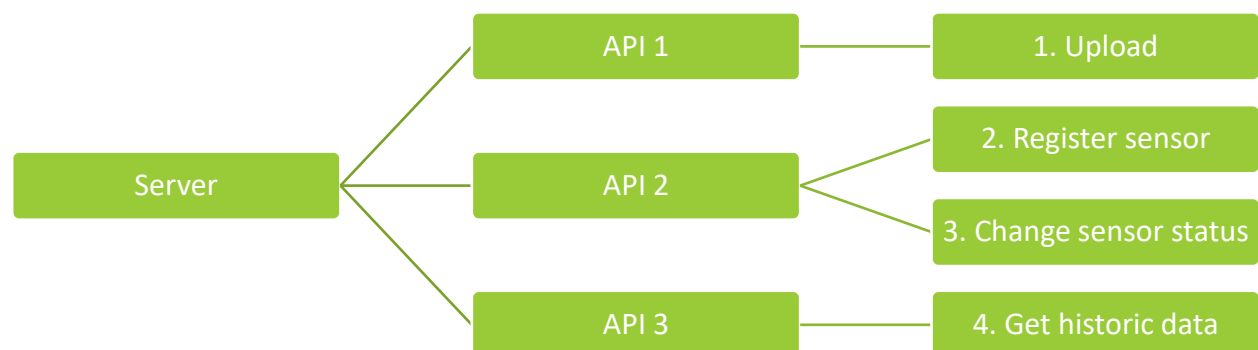 Server
API 1
1. Upload
API 2
2. Register sensor
3. Change sensor status
API 3
4. Get historic data